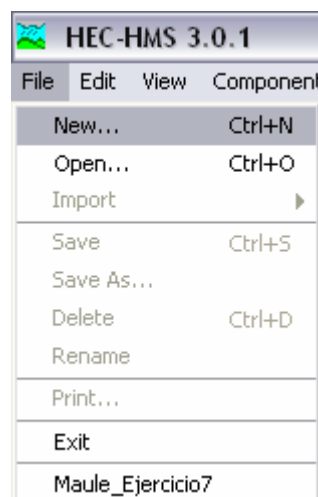 HEC-HMS 3.0.1
File Edit View Componen
New... Ctrl+N
Open... Ctrl+O
Import
Save Ctrl+S
Save As...
Delete Ctrl+D
Rename
Print...
Exit
Maule_Ejercicio7